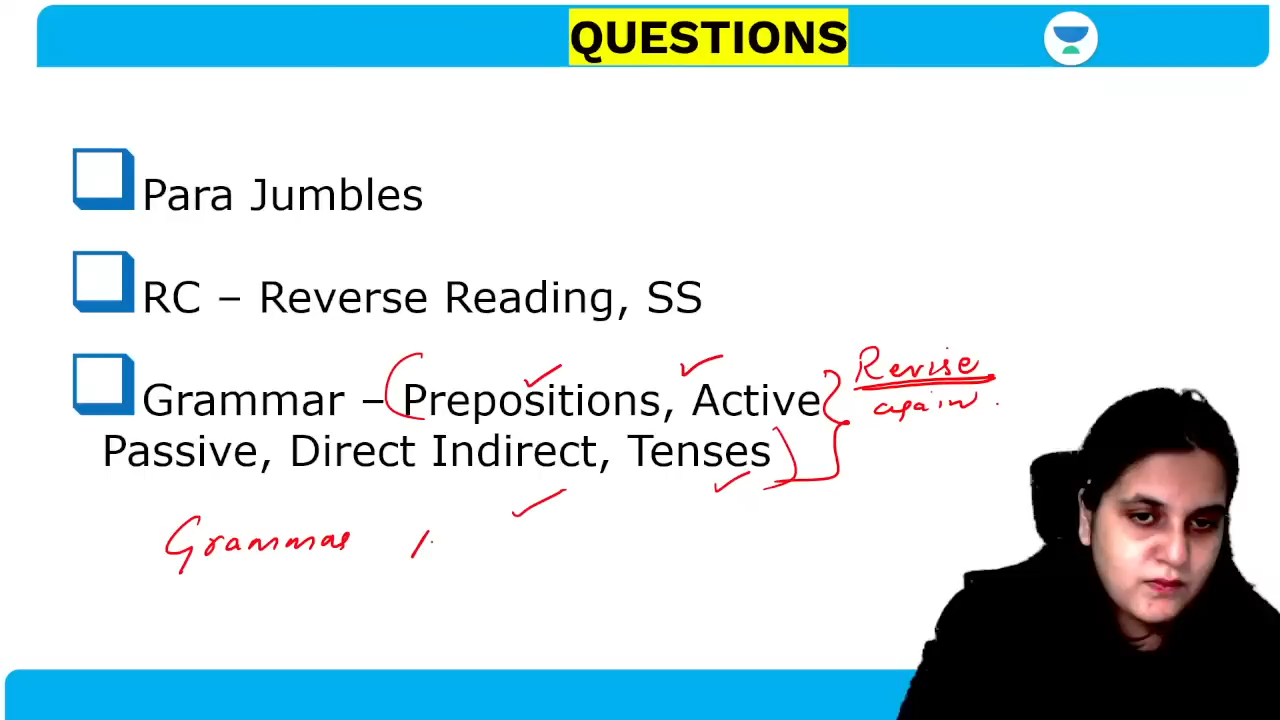 QUESTIONS
Para Jumbles
RC – Reverse Reading, SS
Grammar – Prepositions, Active
Passive, Direct Indirect, Tenses
Revise
again.
Grammar